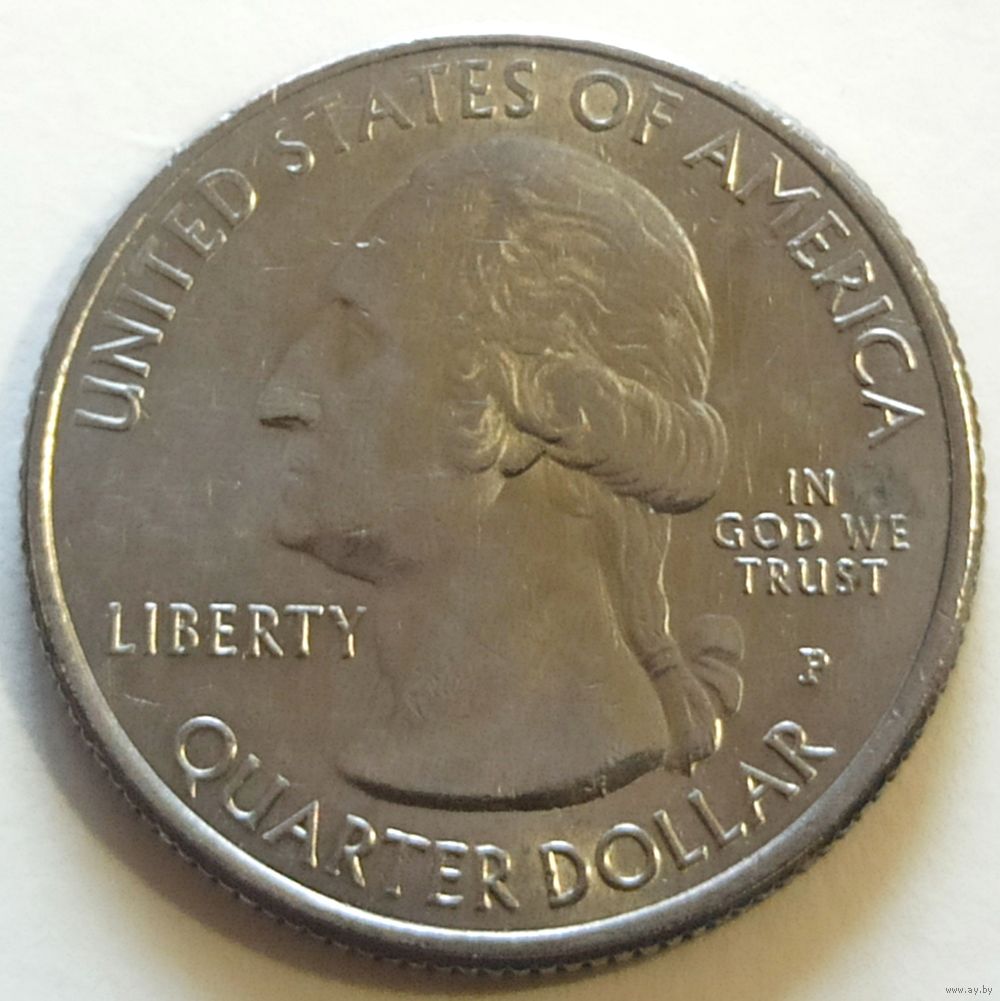 UNITED STATES OF AMERICA
IN
GOD WE
TRUST
LIBERTY
P
QUARTER DOLLAR
www.ay.by